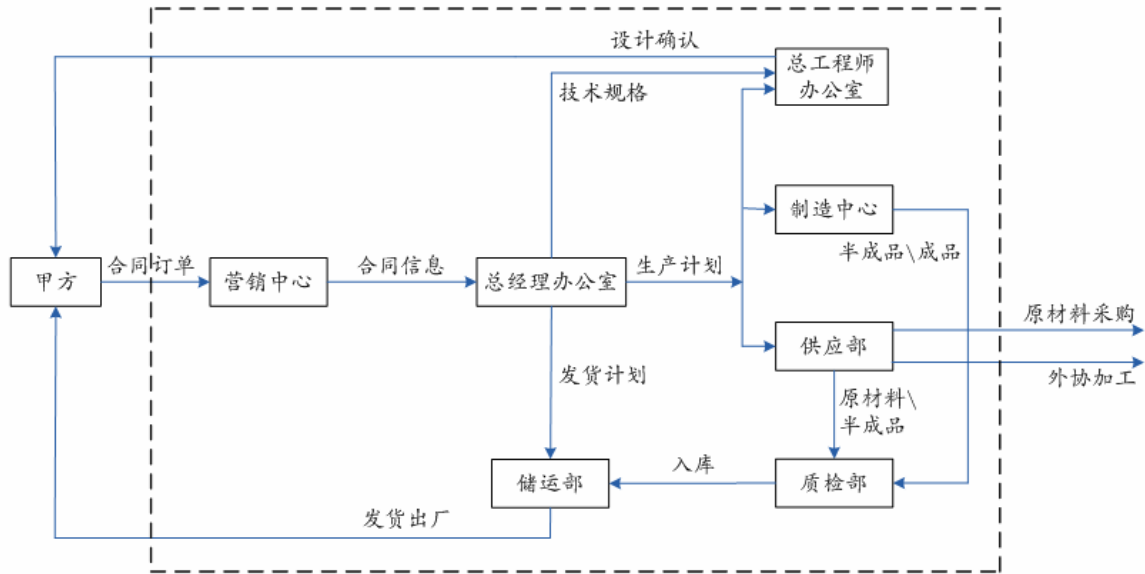 设计确认
总工程师
办公室
技术规格
制造中心
半成品\成品
甲方
合同订单
营销中心
合同信息
总经理办公室
生产计划
原材料采购
供应部
外协加工
发货计划
原材料\
半成品
储运部
入库
质检部
发货出厂